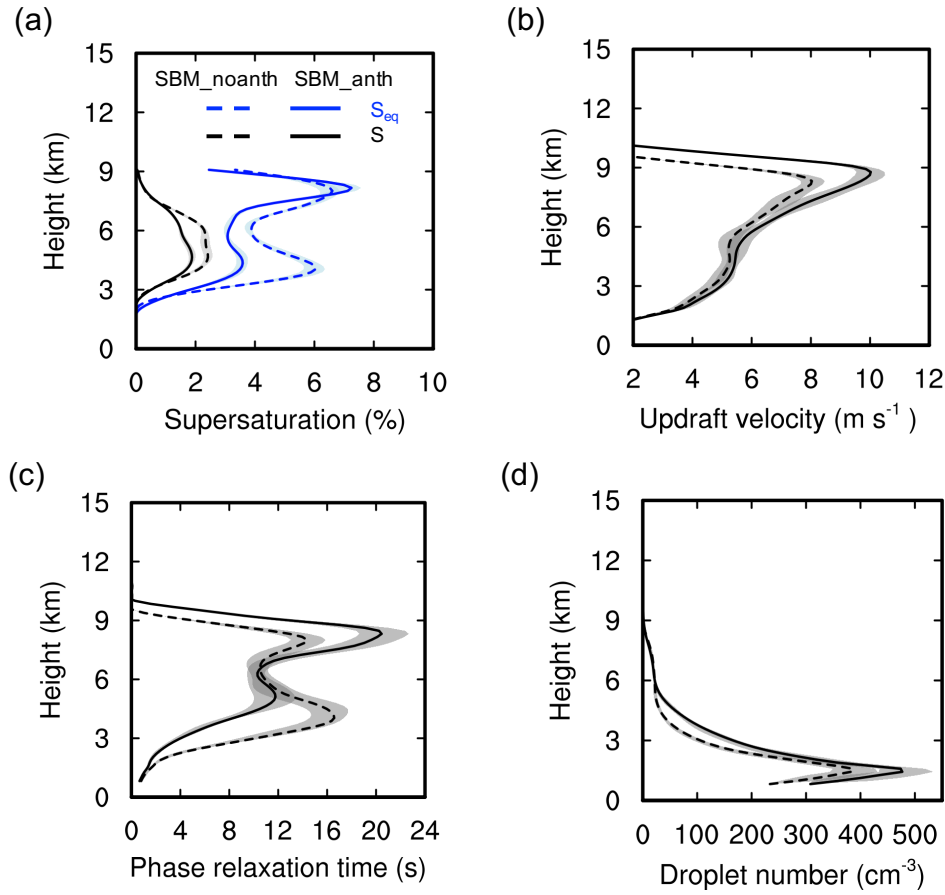 (a)
15
12
9
6
3
0
Height (km)
SBM_noanth SBM_anth
S_eq
S
0 2 4 6 8 10
Supersaturation (%)
(b)
15
12
9
6
3
0
Height (km)
2 4 6 8 10 12
Updraft velocity (m s⁻¹ )
(c)
15
12
9
6
3
0
Height (km)
0 4 8 12 16 20 24
Phase relaxation time (s)
(d)
15
12
9
6
3
0
Height (km)
0 100 200 300 400 500
Droplet number (cm⁻³)